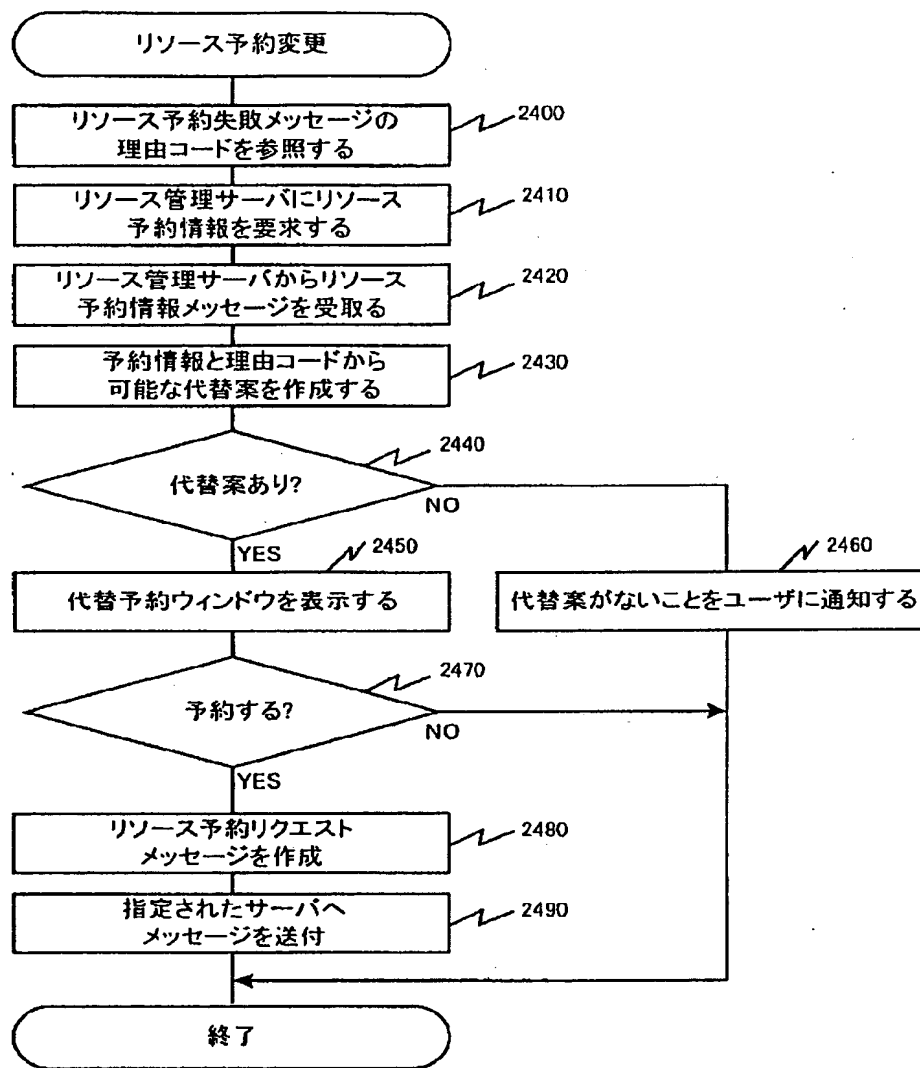 リソース予約変更
リソース予約失敗メッセージの
理由コードを参照する
2400
リソース管理サーバにリソース
予約情報を要求する
2410
リソース管理サーバからリソース
予約情報メッセージを受取る
2420
予約情報と理由コードから
可能な代替案を作成する
2430
2440
代替案あり?
NO
YES
2450
代替予約ウィンドウを表示する
2460
代替案がないことをユーザに通知する
2470
予約する?
NO
YES
リソース予約リクエスト
メッセージを作成
2480
指定されたサーバへ
メッセージを送付
2490
終了